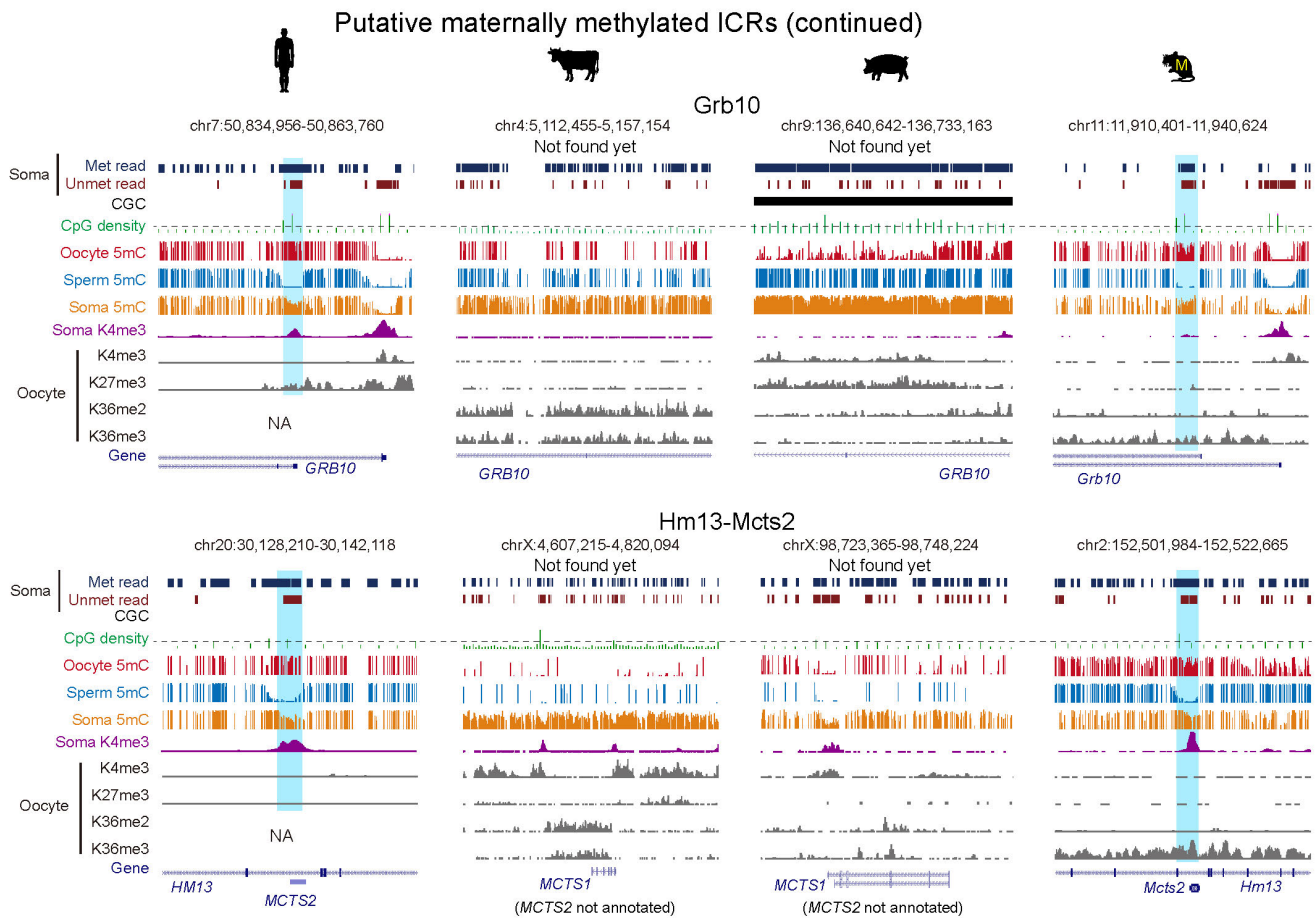 Putative maternally methylated ICRs (continued)
M
Grb10
chr7:50,834,956-50,863,760
chr4:5,112,455-5,157,154
chr9:136,640,642-136,733,163
chr11:11,910,401-11,940,624
Not found yet
Not found yet
Soma
Met read
Unmet read
CGC
CpG density
Oocyte 5mC
Sperm 5mC
Soma 5mC
Soma K4me3
Oocyte
K4me3
K27me3
K36me2
K36me3
NA
Gene
GRB10
GRB10
GRB10
Grb10
Hm13-Mcts2
chr20:30,128,210-30,142,118
chrX:4,607,215-4,820,094
chrX:98,723,365-98,748,224
chr2:152,501,984-152,522,665
Not found yet
Not found yet
Soma
Met read
Unmet read
CGC
CpG density
Oocyte 5mC
Sperm 5mC
Soma 5mC
Soma K4me3
Oocyte
K4me3
K27me3
K36me2
K36me3
NA
Gene
HM13
MCTS2
MCTS1
(MCTS2 not annotated)
MCTS1
(MCTS2 not annotated)
Mcts2
Hm13